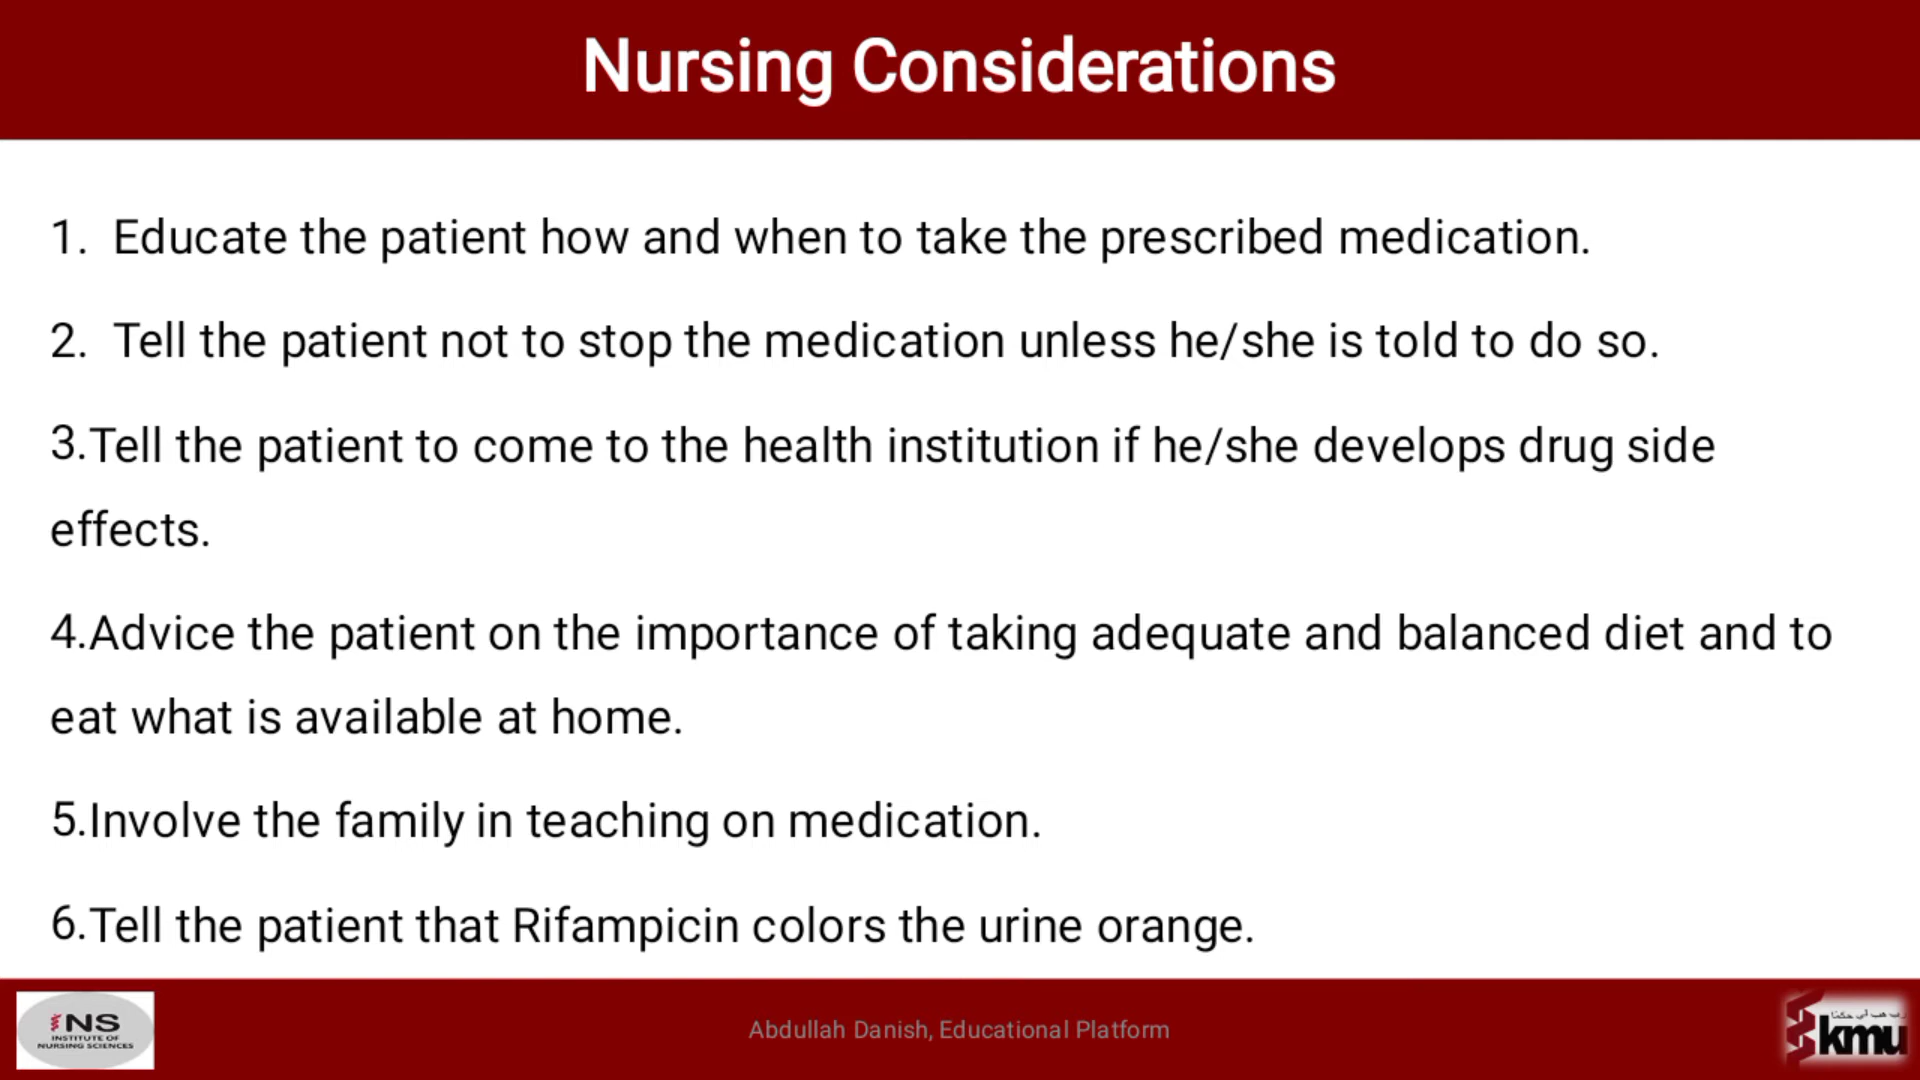 Nursing Considerations
1. Educate the patient how and when to take the prescribed medication.
2. Tell the patient not to stop the medication unless he/she is told to do so.
3.Tell the patient to come to the health institution if he/she develops drug side
effects.
4.Advice the patient on the importance of taking adequate and balanced diet and to
eat what is available at home.
5.Involve the family in teaching on medication.
6.Tell the patient that Rifampicin colors the urine orange.
iNS
INSTITUTE OF
NURSING SCIENCES
Abdullah Danish, Educational Platform
kmu